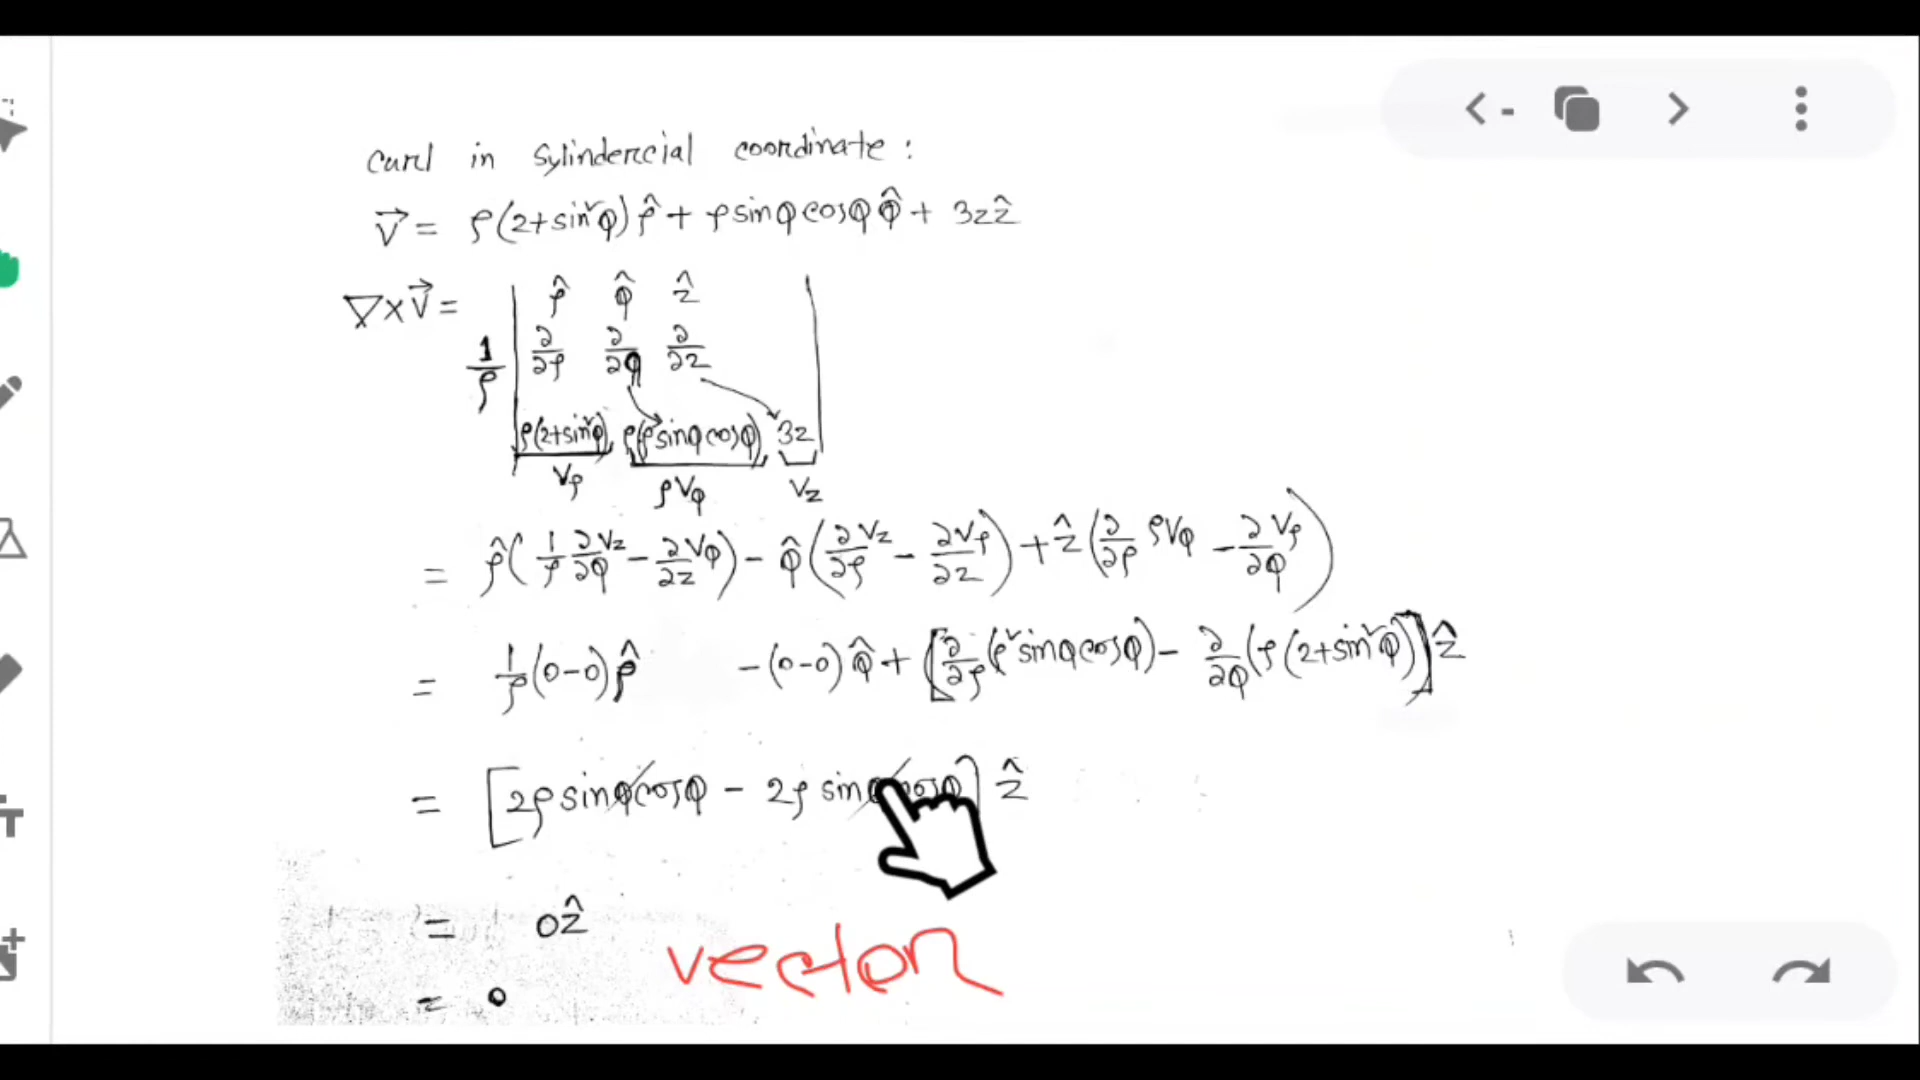 curl in sylindercial coordinate :
V⃗ = ρ(2+sin²φ) ρ̂ + ρ sinφ cosφ φ̂ + 3z ẑ
∇×V⃗ = 1/ρ | ρ̂ φ̂ ẑ
∂/∂ρ ∂/∂φ ∂/∂z
ρ(2+sin²φ) ρ(ρ sinφ cosφ) 3z |
Vρ ρVφ Vz
= ρ̂ (1/ρ ∂Vz/∂φ − ∂Vφ/∂z) − φ̂ (∂Vz/∂ρ − ∂Vρ/∂z) + ẑ (∂/∂ρ ρVφ − ∂Vρ/∂φ)
= 1/ρ (0-0) ρ̂ − (0-0) φ̂ + [∂/∂ρ (ρ² sinφ cosφ) − ∂/∂φ (ρ(2+sin²φ))] ẑ
= [2ρ sinφ cosφ − 2ρ sinφ cosφ] ẑ
= 0ẑ
= 0 vector